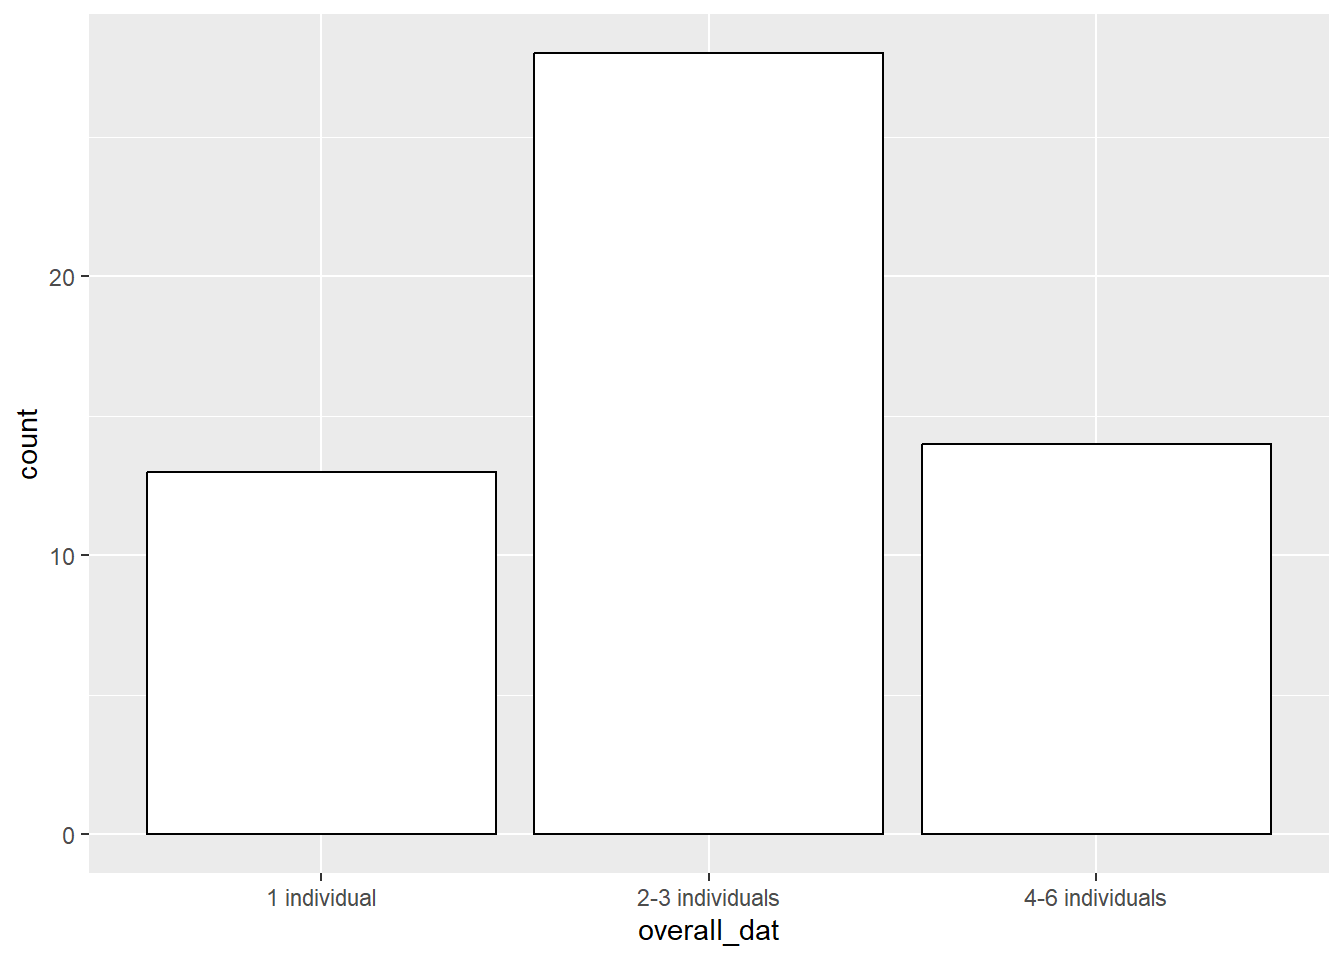 count
20
10
0
1 individual
2-3 individuals
4-6 individuals
overall_dat